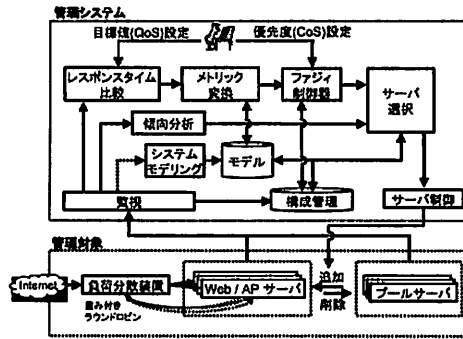 管理システム
目標値(QoS)設定
優先度(CoS)設定
レスポンスタイム
比較
メトリック
変換
ファジィ
制御器
サーバ
選択
傾向分析
システム
モデリング
モデル
監視
構成管理
サーバ制御
管理対象
Internet
負荷分散装置
Web / AP サーバ
追加
削除
プールサーバ
重み付き
ラウンドロビン